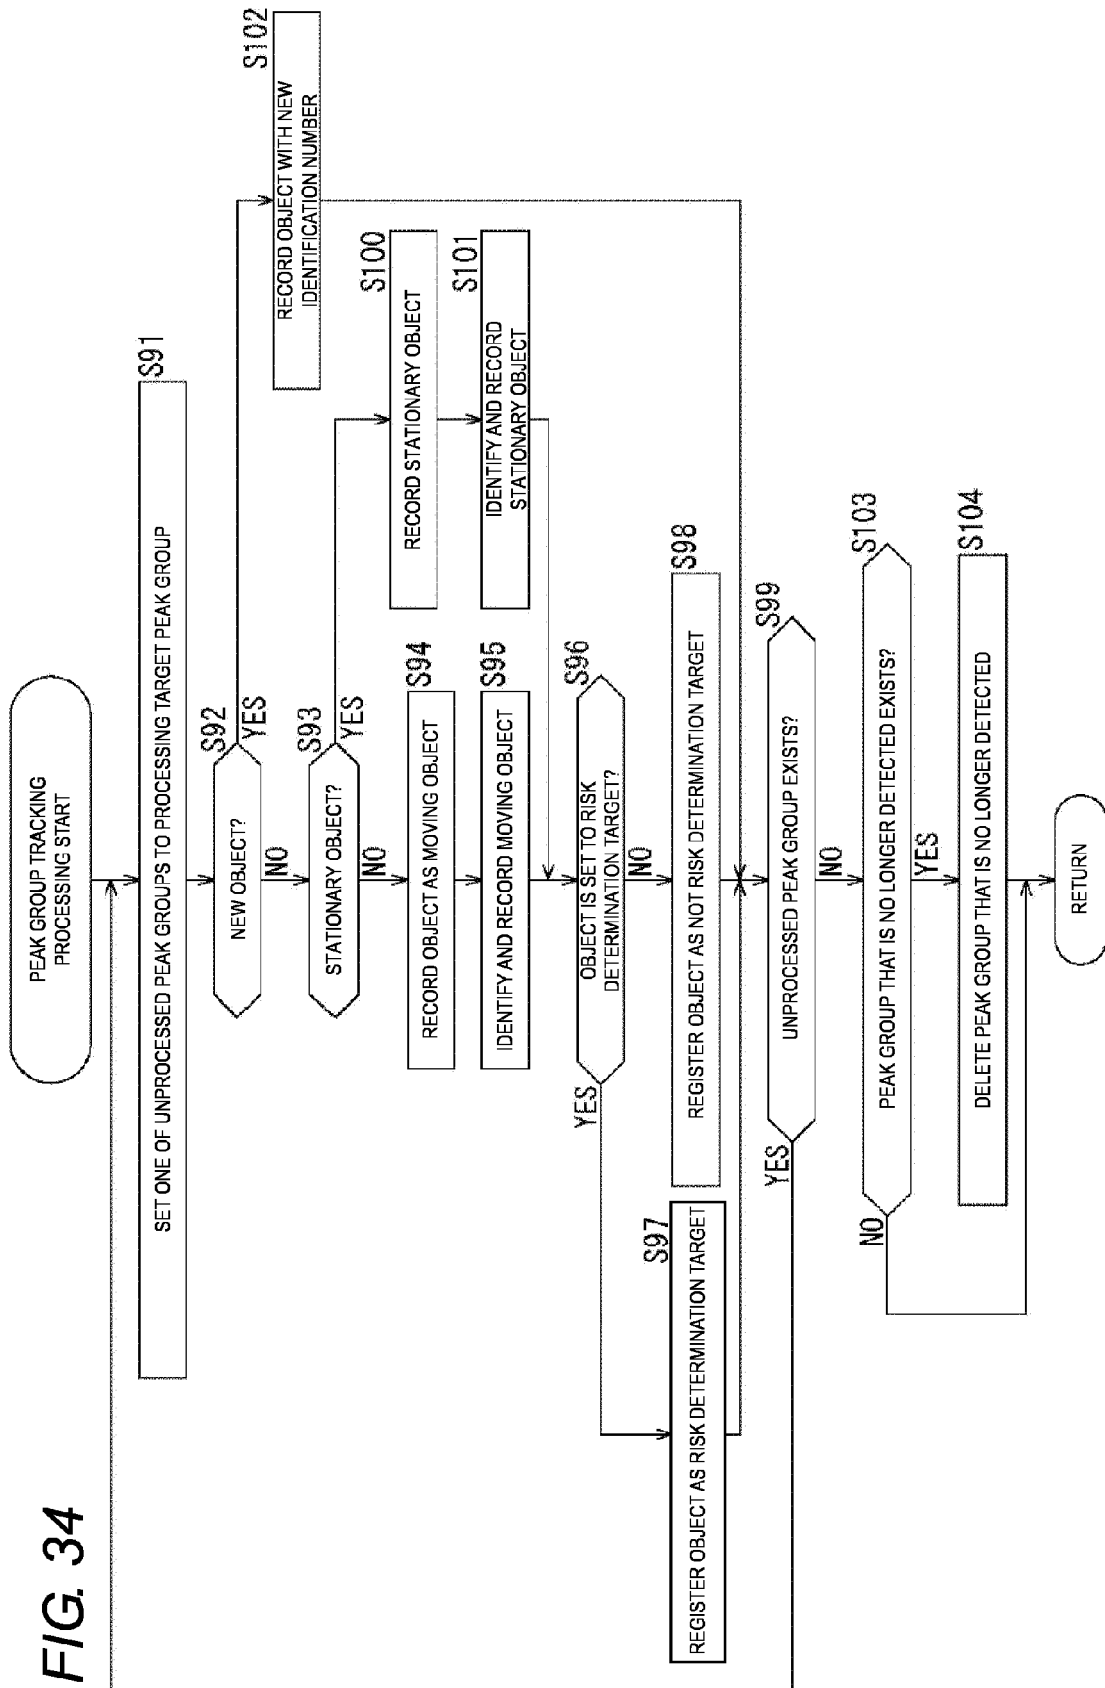 FIG. 34
PEAK GROUP TRACKING
PROCESSING START
S91
SET ONE OF UNPROCESSED PEAK GROUPS TO PROCESSING TARGET PEAK GROUP
S92
NEW OBJECT?
YES
NO
S102
RECORD OBJECT WITH NEW
IDENTIFICATION NUMBER
S93
STATIONARY OBJECT?
YES
NO
S94
RECORD OBJECT AS MOVING OBJECT
S100
RECORD STATIONARY OBJECT
S95
IDENTIFY AND RECORD MOVING OBJECT
S101
IDENTIFY AND RECORD
STATIONARY OBJECT
S96
OBJECT IS SET TO RISK
DETERMINATION TARGET?
YES
NO
S97
REGISTER OBJECT AS RISK DETERMINATION TARGET
S98
REGISTER OBJECT AS NOT RISK DETERMINATION TARGET
S99
UNPROCESSED PEAK GROUP EXISTS?
YES
NO
S103
PEAK GROUP THAT IS NO LONGER DETECTED EXISTS?
NO
YES
S104
DELETE PEAK GROUP THAT IS NO LONGER DETECTED
RETURN